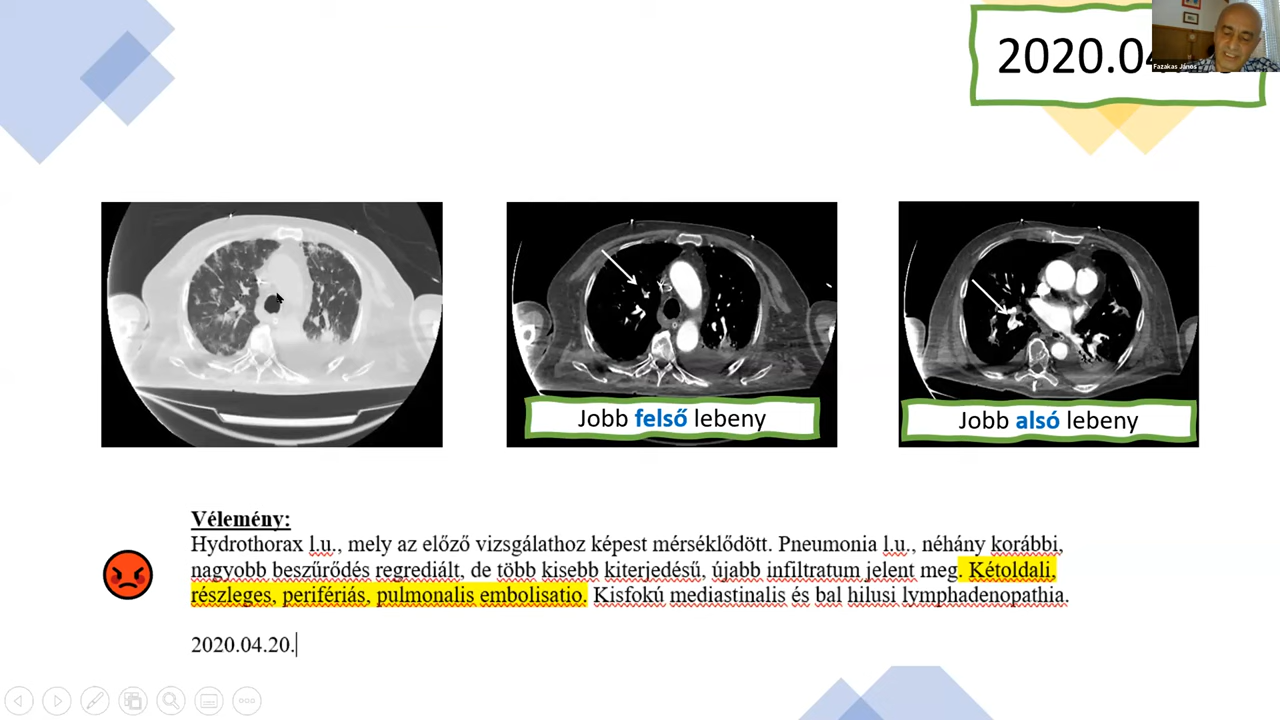 2020.04
Fazakas János
Jobb felső lebeny
Jobb alsó lebeny
Vélemény:
Hydrothorax l.u., mely az előző vizsgálathoz képest mérséklődött. Pneumonia l.u., néhány korábbi,
nagyobb beszűrődés regrediált, de több kisebb kiterjedésű, újabb infiltratum jelent meg. Kétoldali,
részleges, perifériás, pulmonalis embolisatio. Kisfokú mediastinalis és bal hilusi lymphadenopathia.
2020.04.20.